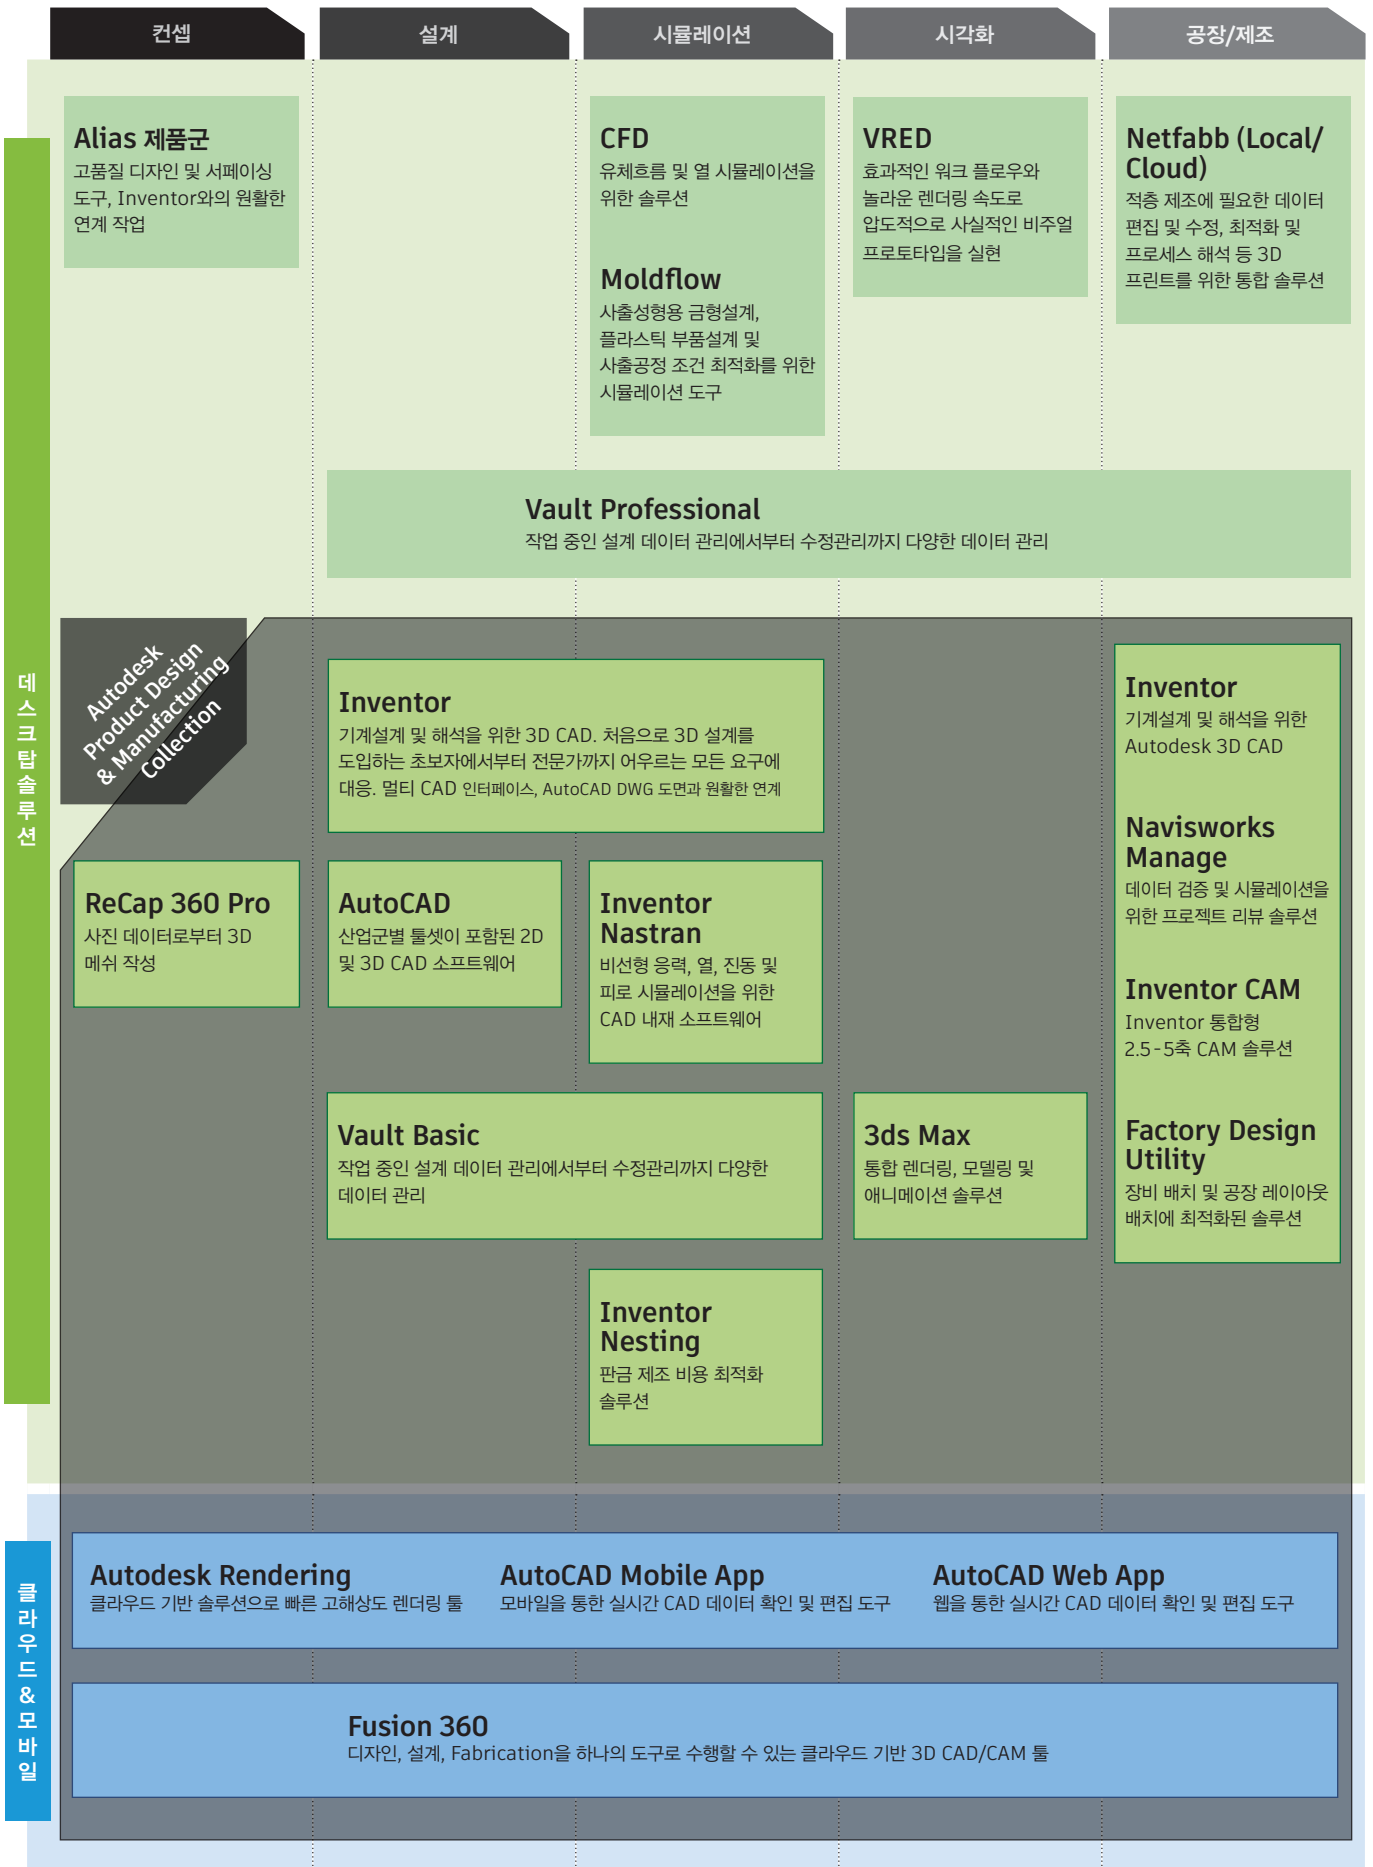 컨셉
설계
시뮬레이션
시각화
공장/제조
데스크탑솔루션
Alias 제품군
고품질 디자인 및 서페이싱
도구, Inventor와의 원활한
연계 작업
CFD
유체흐름 및 열 시뮬레이션을
위한 솔루션
Moldflow
사출성형용 금형설계,
플라스틱 부품설계 및
사출공정 조건 최적화를 위한
시뮬레이션 도구
VRED
효과적인 워크 플로우와
놀라운 렌더링 속도로
압도적으로 사실적인 비주얼
프로토타입을 실현
Netfabb (Local/
Cloud)
적층 제조에 필요한 데이터
편집 및 수정, 최적화 및
프로세스 해석 등 3D
프린트를 위한 통합 솔루션
Vault Professional
작업 중인 설계 데이터 관리에서부터 수정관리까지 다양한 데이터 관리
Autodesk
Product Design
& Manufacturing
Collection
Inventor
기계설계 및 해석을 위한 3D CAD. 처음으로 3D 설계를
도입하는 초보자에서부터 전문가까지 어우르는 모든 요구에
대응. 멀티 CAD 인터페이스, AutoCAD DWG 도면과 원활한 연계
Inventor
기계설계 및 해석을 위한
Autodesk 3D CAD
Navisworks
Manage
데이터 검증 및 시뮬레이션을
위한 프로젝트 리뷰 솔루션
Inventor CAM
Inventor 통합형
2.5-5축 CAM 솔루션
Factory Design
Utility
장비 배치 및 공장 레이아웃
배치에 최적화된 솔루션
ReCap 360 Pro
사진 데이터로부터 3D
메쉬 작성
AutoCAD
산업군별 툴셋이 포함된 2D
및 3D CAD 소프트웨어
Inventor
Nastran
비선형 응력, 열, 진동 및
피로 시뮬레이션을 위한
CAD 내재 소프트웨어
Vault Basic
작업 중인 설계 데이터 관리에서부터 수정관리까지 다양한
데이터 관리
3ds Max
통합 렌더링, 모델링 및
애니메이션 솔루션
Inventor
Nesting
판금 제조 비용 최적화
솔루션
클라우드&모바일
Autodesk Rendering
클라우드 기반 솔루션으로 빠른 고해상도 렌더링 툴
AutoCAD Mobile App
모바일을 통한 실시간 CAD 데이터 확인 및 편집 도구
AutoCAD Web App
웹을 통한 실시간 CAD 데이터 확인 및 편집 도구
Fusion 360
디자인, 설계, Fabrication을 하나의 도구로 수행할 수 있는 클라우드 기반 3D CAD/CAM 툴